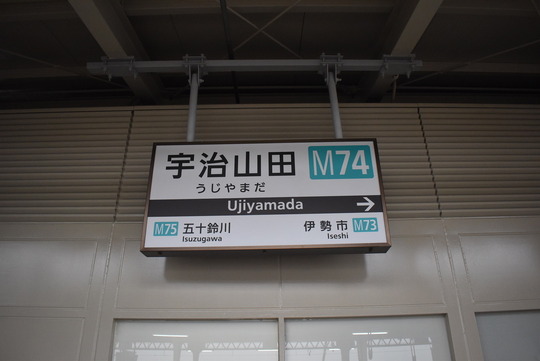 宇治山田 M74
うじやまだ
Ujiyamada →
M75 五十鈴川 伊勢市 M73
Isuzugawa Iseshi